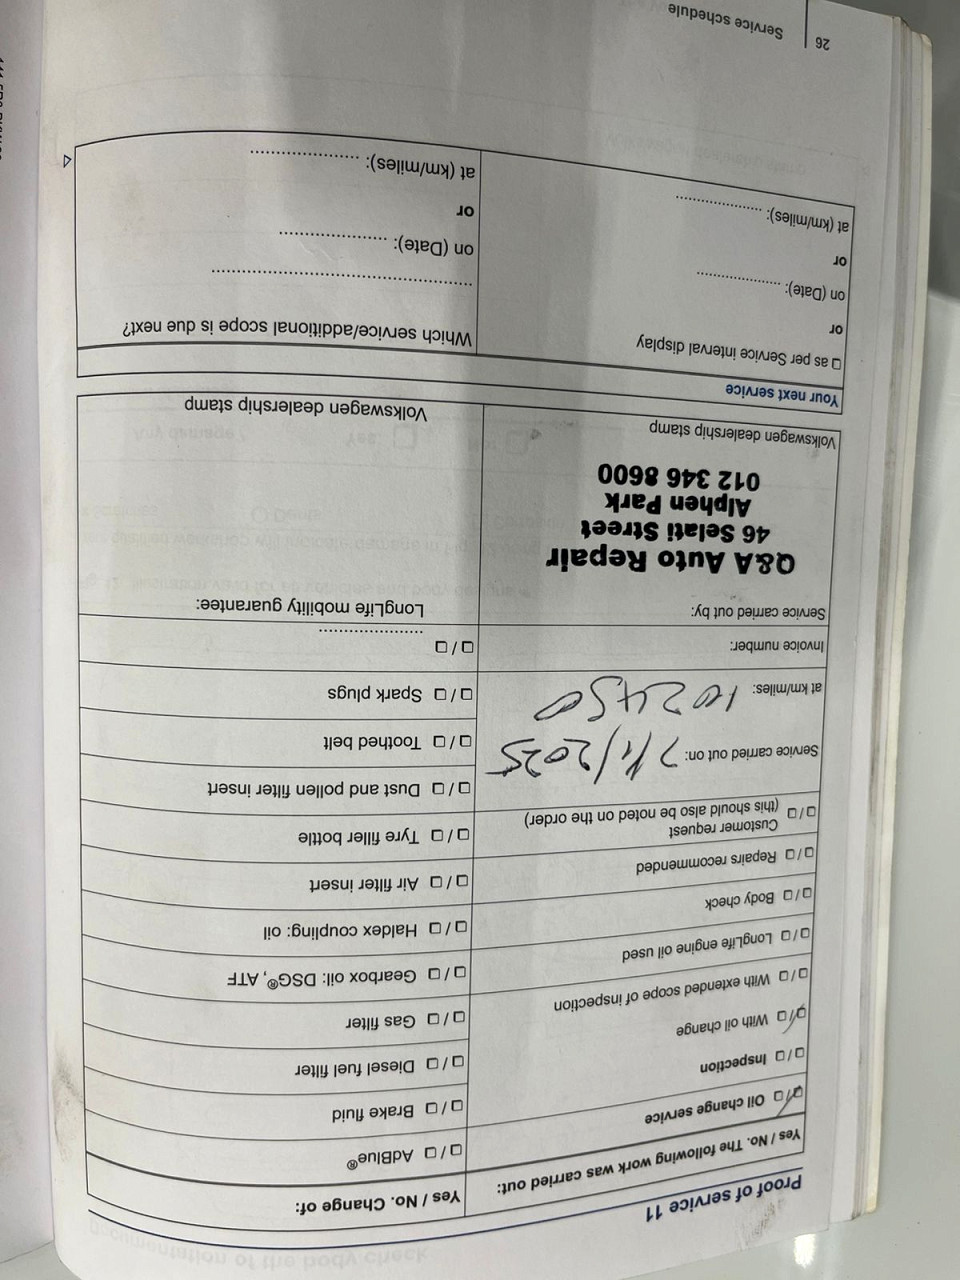 Proof of service 11
Yes / No. The following work was carried out:
Oil change service
Inspection
With oil change
With extended scope of inspection
LongLife engine oil used
Body check
Repairs recommended
Customer request
(this should also be noted on the order)
Service carried out on:
at km/miles: 102450
Invoice number:
Service carried out by:
Q&A Auto Repair
46 Selati Street
Alphen Park
012 346 8600
Volkswagen dealership stamp
Yes / No. Change of:
AdBlue®
Brake fluid
Diesel fuel filter
Gas filter
Gearbox oil: DSG®, ATF
Haldex coupling: oil
Air filter insert
Tyre filler bottle
Dust and pollen filter insert
Toothed belt
Spark plugs
LongLife mobility guarantee:
Volkswagen dealership stamp
Your next service
as per Service interval display
or
on (Date):
or
at (km/miles):
Which service/additional scope is due next?
on (Date):
or
at (km/miles):
26
Service schedule